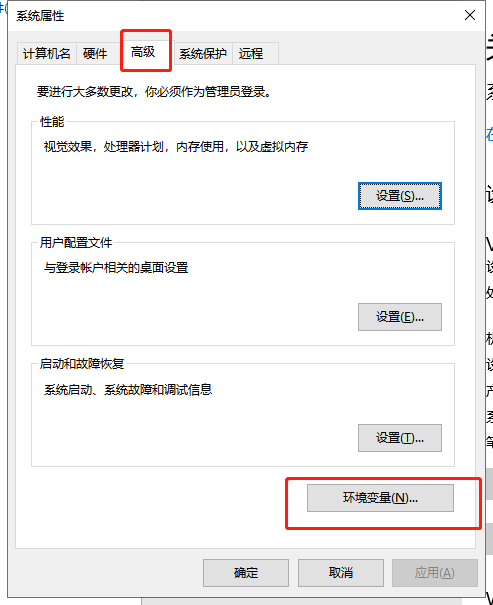 系统属性
计算机名 硬件 高级 系统保护 远程
要进行大多数更改，你必须作为管理员登录。
性能
视觉效果，处理器计划，内存使用，以及虚拟内存
设置(S)...
用户配置文件
与登录帐户相关的桌面设置
设置(E)...
启动和故障恢复
系统启动、系统故障和调试信息
设置(T)...
环境变量(N)...
确定 取消 应用(A)